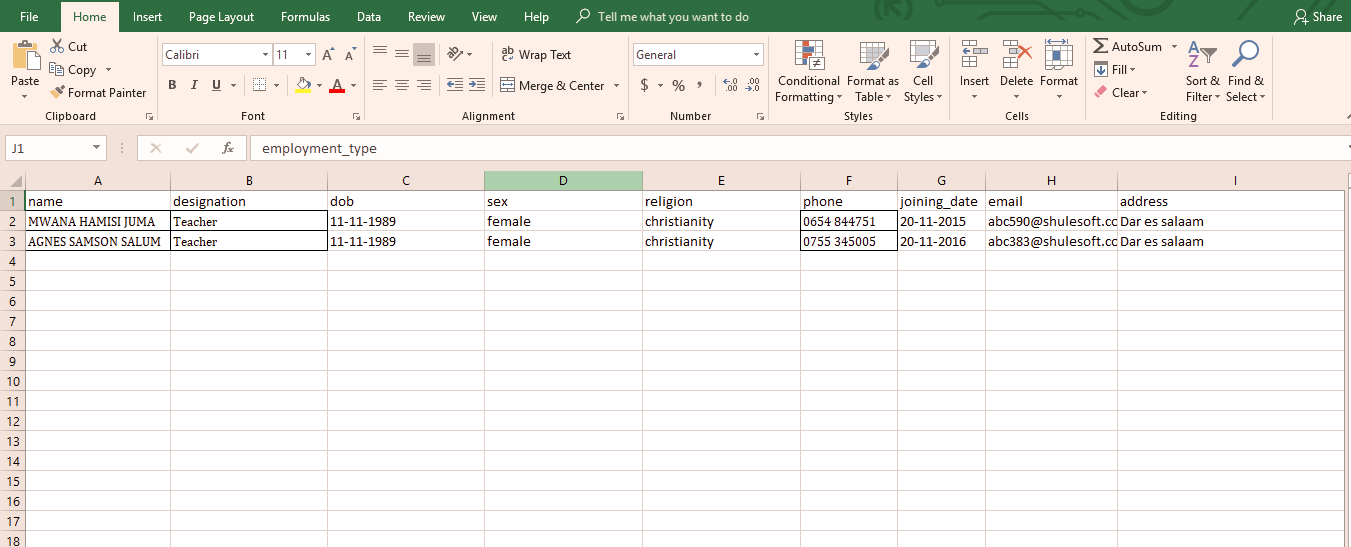 File Home Insert Page Layout Formulas Data Review View Help Tell me what you want to do Share
Paste Cut Copy Format Painter Clipboard
Calibri 11 A A B I U A Font
ab Wrap Text Merge & Center Alignment
General $ % , .00 .00 Number
Conditional Formatting Format as Table Cell Styles Styles
Insert Delete Format Cells
AutoSum Fill Clear Sort & Filter Find & Select Editing
J1 fx employment_type
A B C D E F G H I
1 name designation dob sex religion phone joining_date email address
2 MWANA HAMISI JUMA Teacher 11-11-1989 female christianity 0654 844751 20-11-2015 abc590@shulesoft.cc Dar es salaam
3 AGNES SAMSON SALUM Teacher 11-11-1989 female christianity 0755 345005 20-11-2016 abc383@shulesoft.cc Dar es salaam
4
5
6
7
8
9
10
11
12
13
14
15
16
17
18